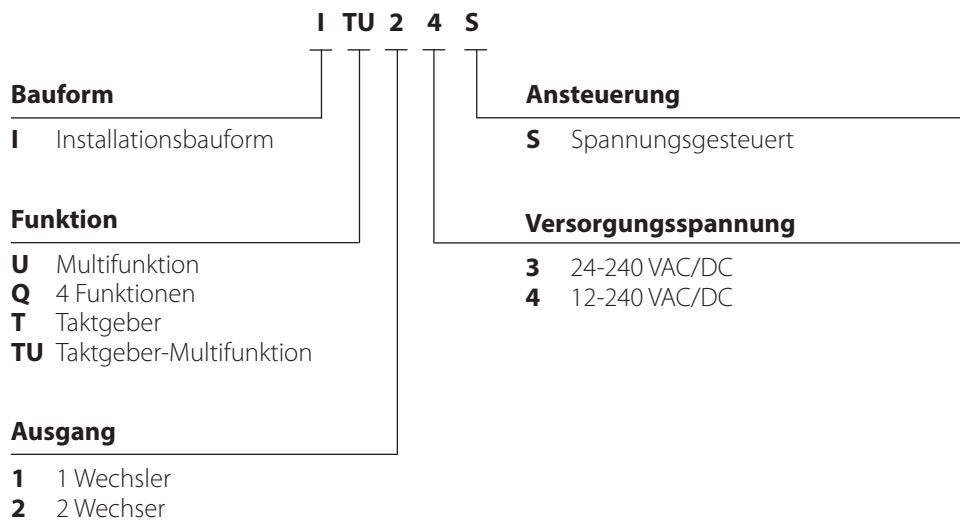 I TU 2 4 S
Bauform
I Installationsbauform
Funktion
U Multifunktion
Q 4 Funktionen
T Taktgeber
TU Taktgeber-Multifunktion
Ausgang
1 1 Wechsler
2 2 Wechser
Ansteuerung
S Spannungsgesteuert
Versorgungsspannung
3 24-240 VAC/DC
4 12-240 VAC/DC